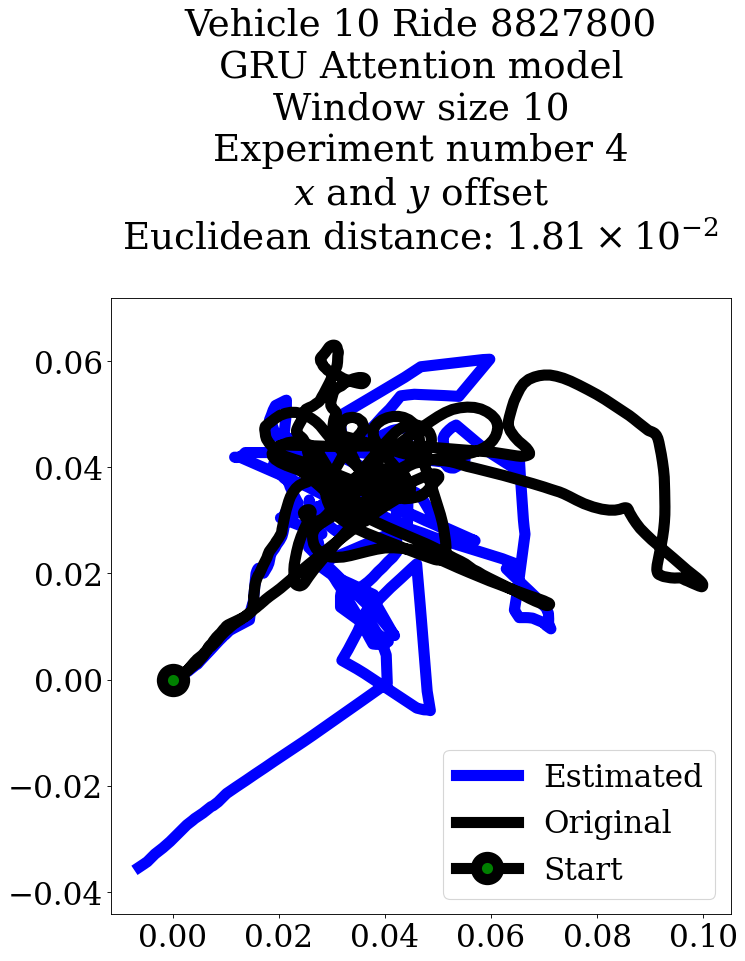 Vehicle 10 Ride 8827800
GRU Attention model
Window size 10
Experiment number 4
x and y offset
Euclidean distance: 1.81 × 10⁻²
0.06
0.04
0.02
0.00
−0.02
−0.04
Estimated
Original
Start
0.00 0.02 0.04 0.06 0.08 0.10